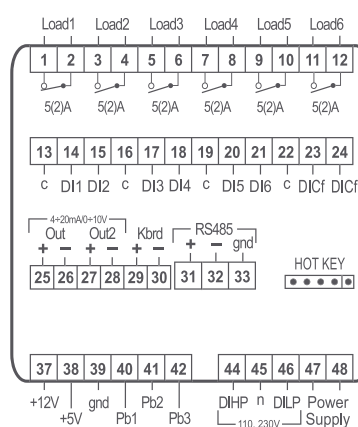 Load1 Load2 Load3 Load4 Load5 Load6
1 2 3 4 5 6 7 8 9 10 11 12
5(2)A 5(2)A 5(2)A 5(2)A 5(2)A 5(2)A
13 14 15 16 17 18 19 20 21 22 23 24
c DI1 DI2 c DI3 DI4 c DI5 DI6 c DICf DICf
4÷20mA/0÷10V
Out Out2 Kbrd RS485
+ − + − + − + − gnd
25 26 27 28 29 30 31 32 33
HOT KEY
37 38 39 40 41 42 44 45 46 47 48
+12V gnd Pb2 DIHP n DILP Power
+5V Pb1 Pb3 110, 230V Supply